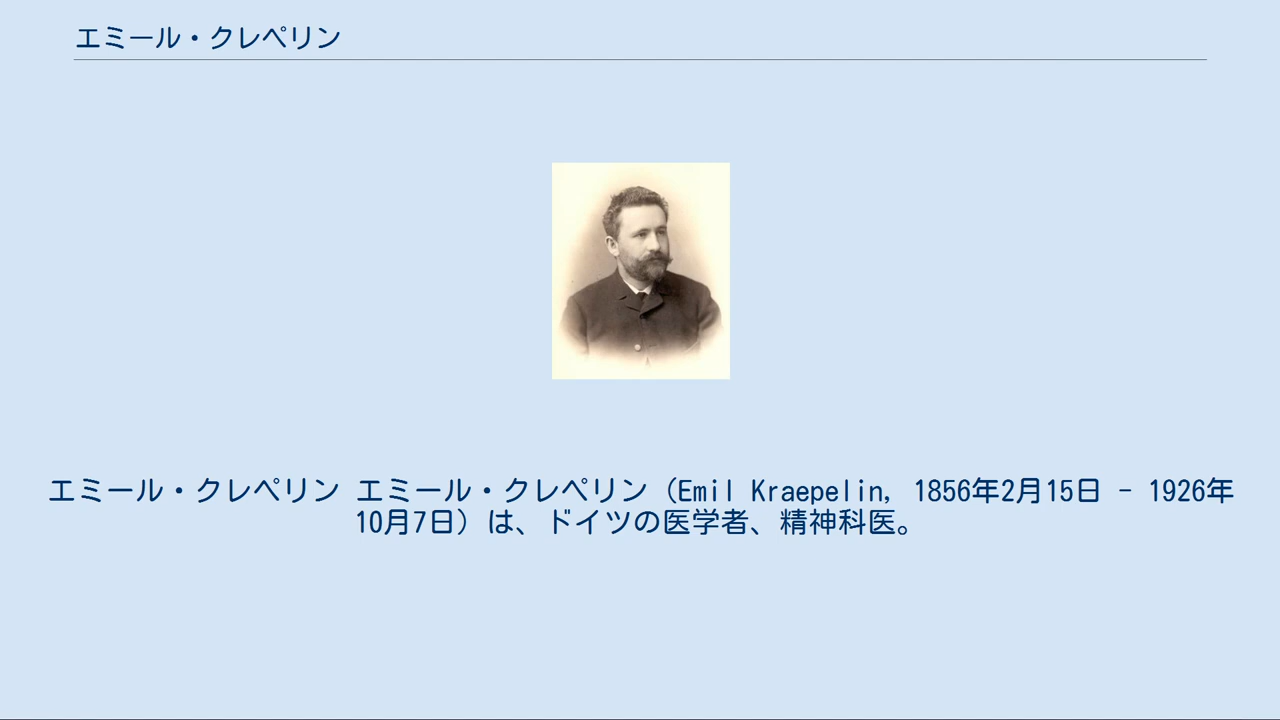 エミール・クレペリン
エミール・クレペリン エミール・クレペリン（Emil Kraepelin, 1856年2月15日 - 1926年
10月7日）は、ドイツの医学者、精神科医。